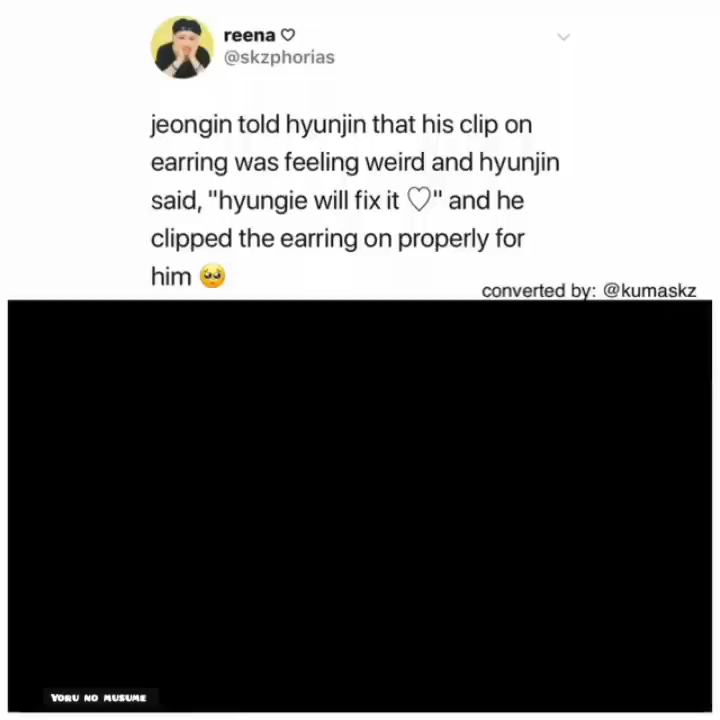 reena ♡
@skzphorias
jeongin told hyunjin that his clip on
earring was feeling weird and hyunjin
said, "hyungie will fix it ♡" and he
clipped the earring on properly for
him 🥺
converted by: @kumaskz
YORU NO MUSUME